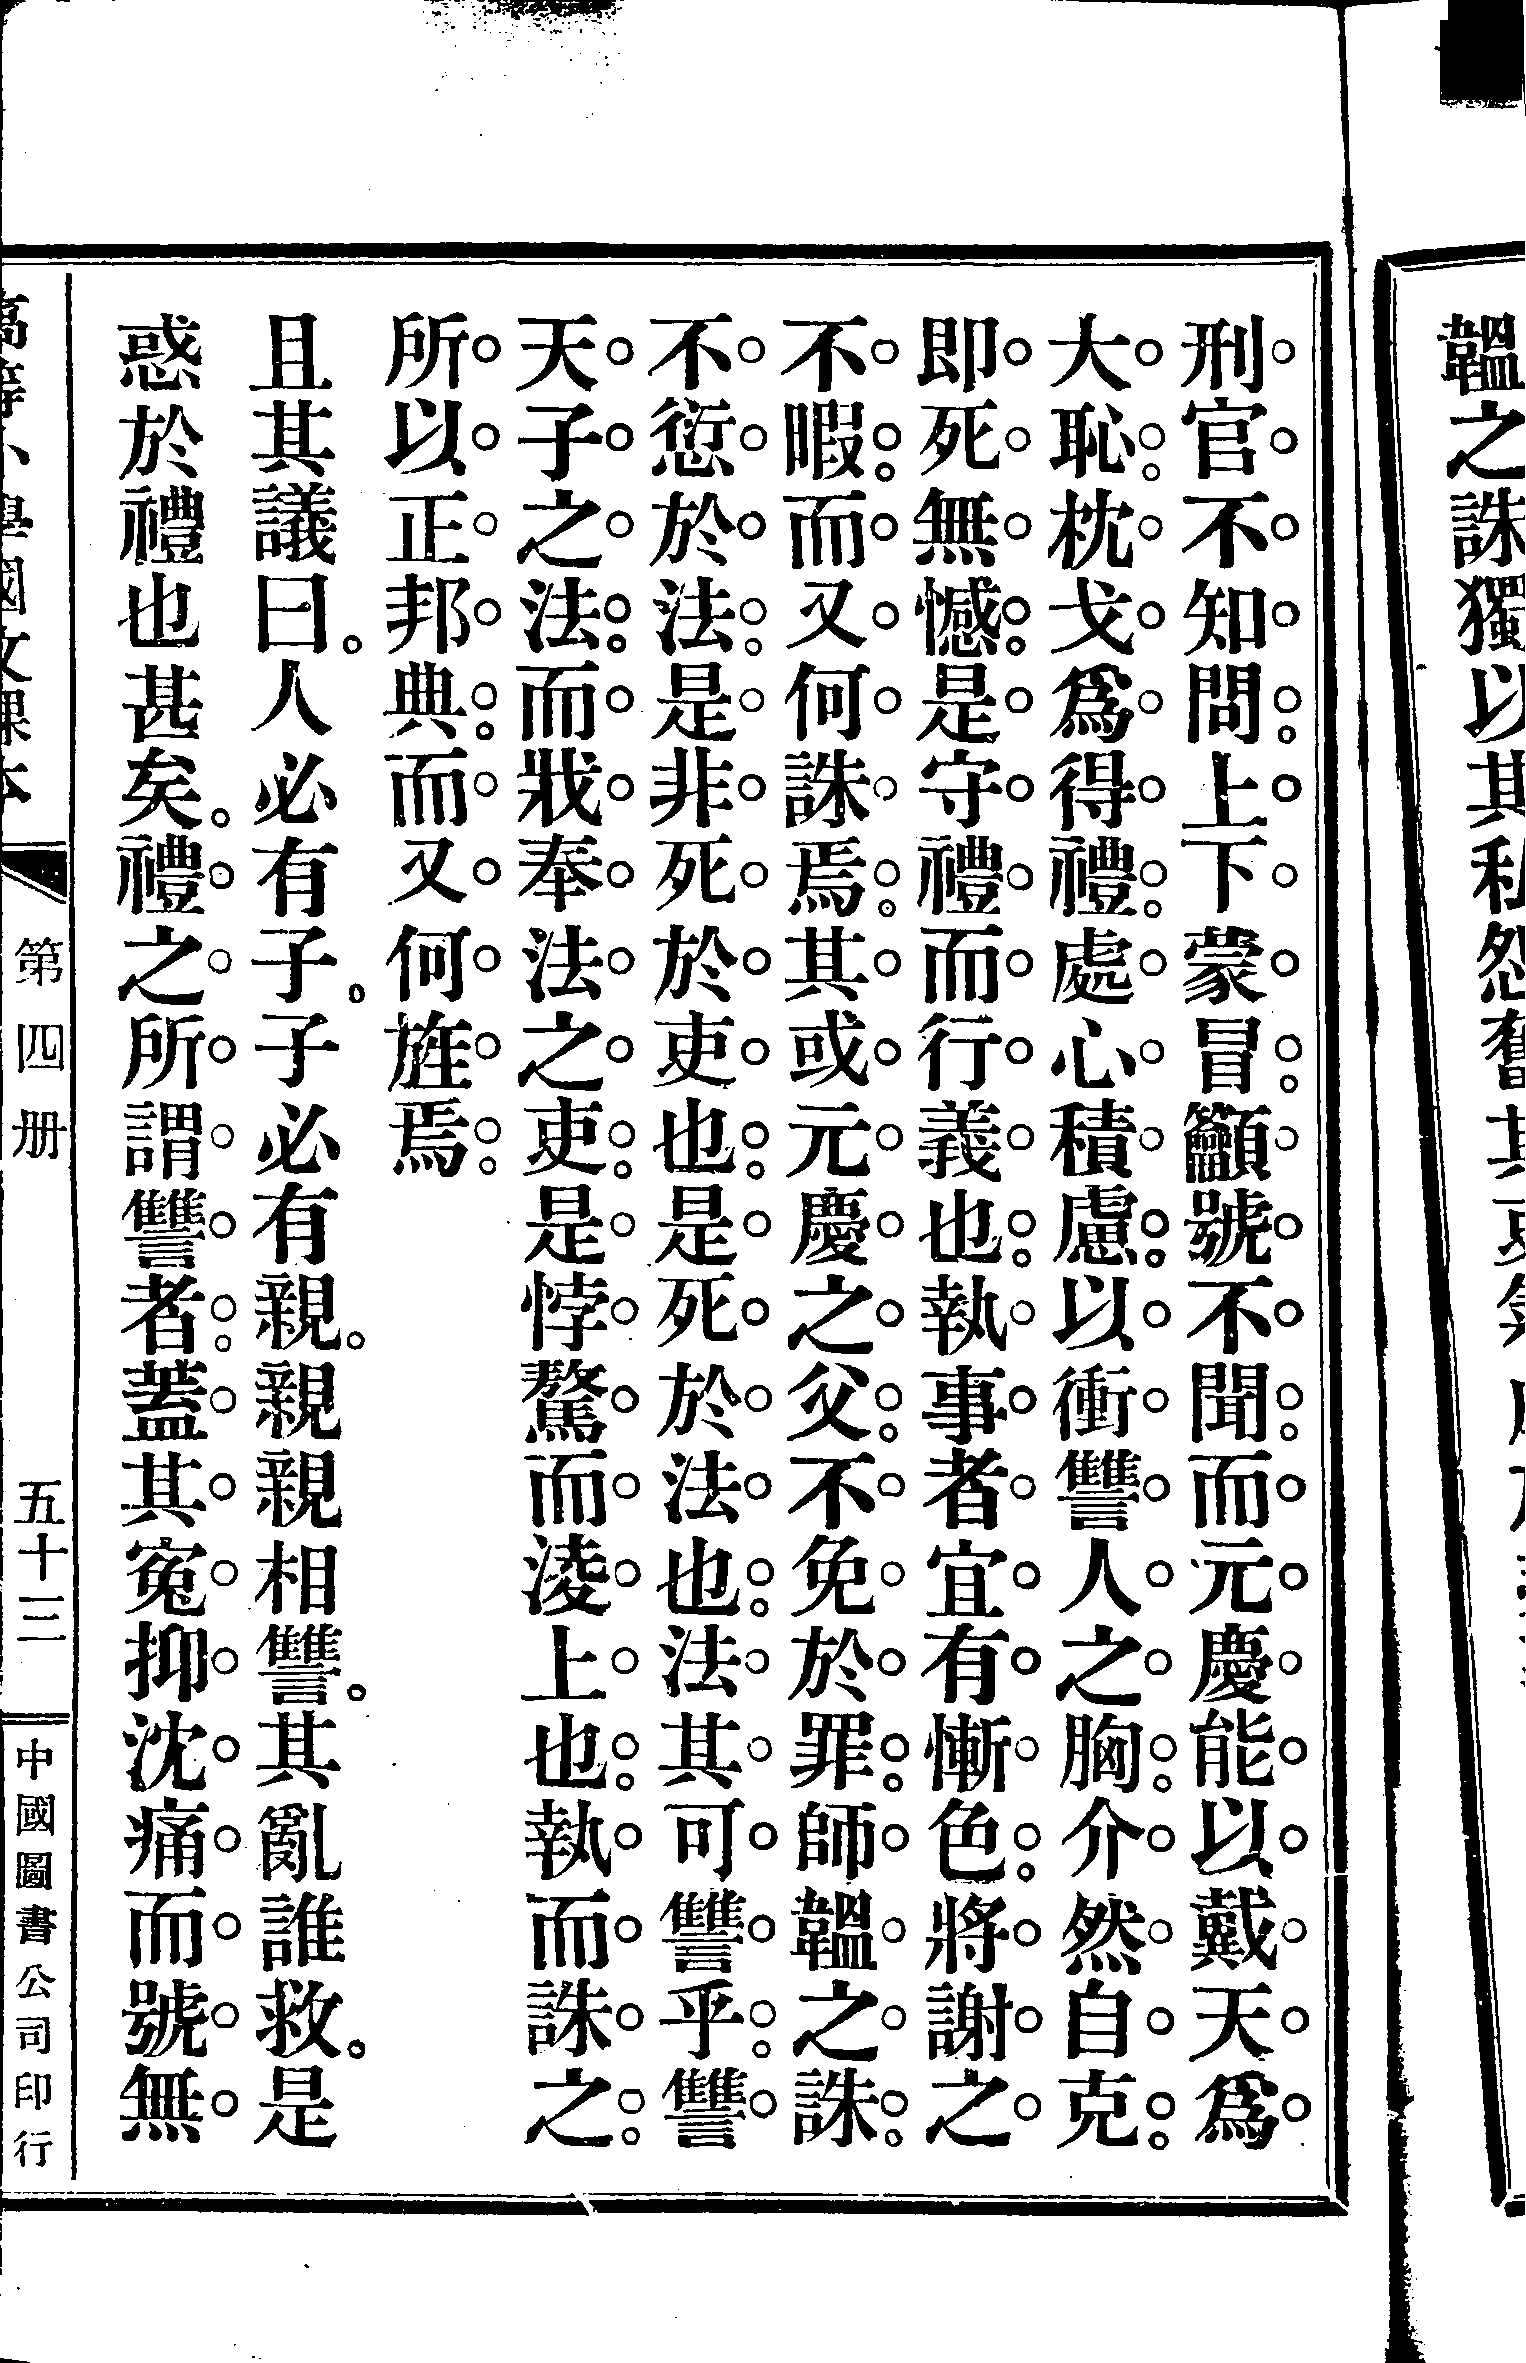 韞之誅獨以其私怨奮其吏氣
刑官不知問。上下蒙冒。籲號不聞。而元慶能以戴天爲
大恥。枕戈爲得禮。處心積慮。以衝讐人之胸。介然自克。
即死無憾。是守禮而行義也。執事者宜有慚色。將謝之
不暇。而又何誅焉。其或元慶之父。不免於罪。師韞之誅。
不愆於法。是非死於吏也。是死於法也。法其可讐乎。讐
天子之法。而戕奉法之吏。是悖驁而淩上也。執而誅之。
所以正邦典。而又何旌焉。
且其議曰。人必有子。子必有親。親親相讐。其亂誰救。是
惑於禮也甚矣。禮之所謂讐者。蓋其寃抑沈痛而號無
高等小學國文課本 第四册 五十三 中國圖書公司印行